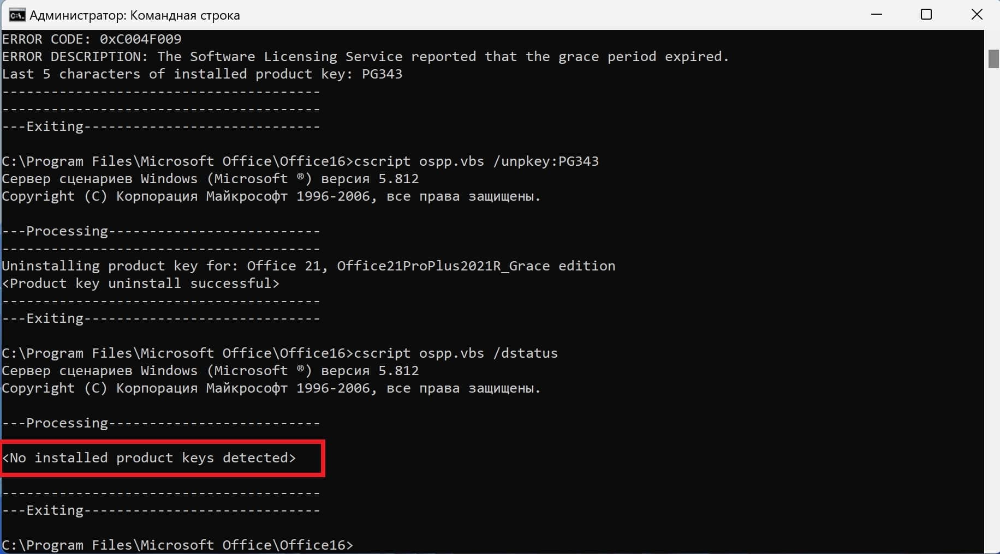 Администратор: Командная строка
ERROR CODE: 0xC004F009
ERROR DESCRIPTION: The Software Licensing Service reported that the grace period expired.
Last 5 characters of installed product key: PG343
---------------------------------------
---------------------------------------
---Exiting-----------------------------
C:\Program Files\Microsoft Office\Office16>cscript ospp.vbs /unpkey:PG343
Сервер сценариев Windows (Microsoft ®) версия 5.812
Copyright (C) Корпорация Майкрософт 1996-2006, все права защищены.
---Processing--------------------------
---------------------------------------
Uninstalling product key for: Office 21, Office21ProPlus2021R_Grace edition
<Product key uninstall successful>
---------------------------------------
---Exiting-----------------------------
C:\Program Files\Microsoft Office\Office16>cscript ospp.vbs /dstatus
Сервер сценариев Windows (Microsoft ®) версия 5.812
Copyright (C) Корпорация Майкрософт 1996-2006, все права защищены.
---Processing--------------------------
<No installed product keys detected>
---------------------------------------
---Exiting-----------------------------
C:\Program Files\Microsoft Office\Office16>